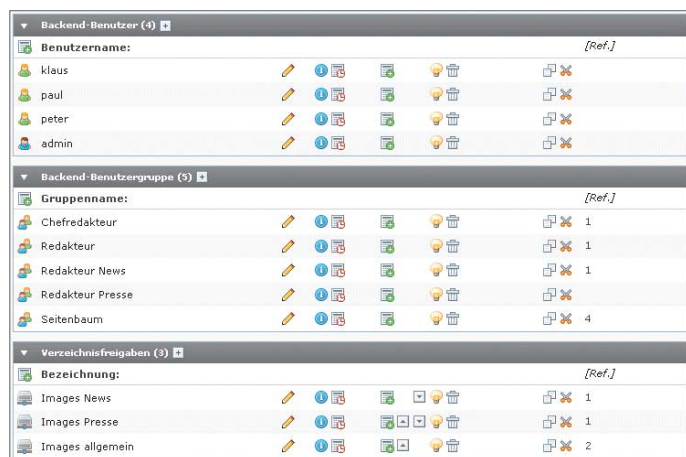 Backend-Benutzer (4)
Benutzername: [Ref.]
klaus
paul
peter
admin
Backend-Benutzergruppe (5)
Gruppenname: [Ref.]
Chefredakteur 1
Redakteur 1
Redakteur News 1
Redakteur Presse
Seitenbaum 4
Verzeichnisfreigaben (3)
Bezeichnung: [Ref.]
Images News 1
Images Presse 1
Images allgemein 2